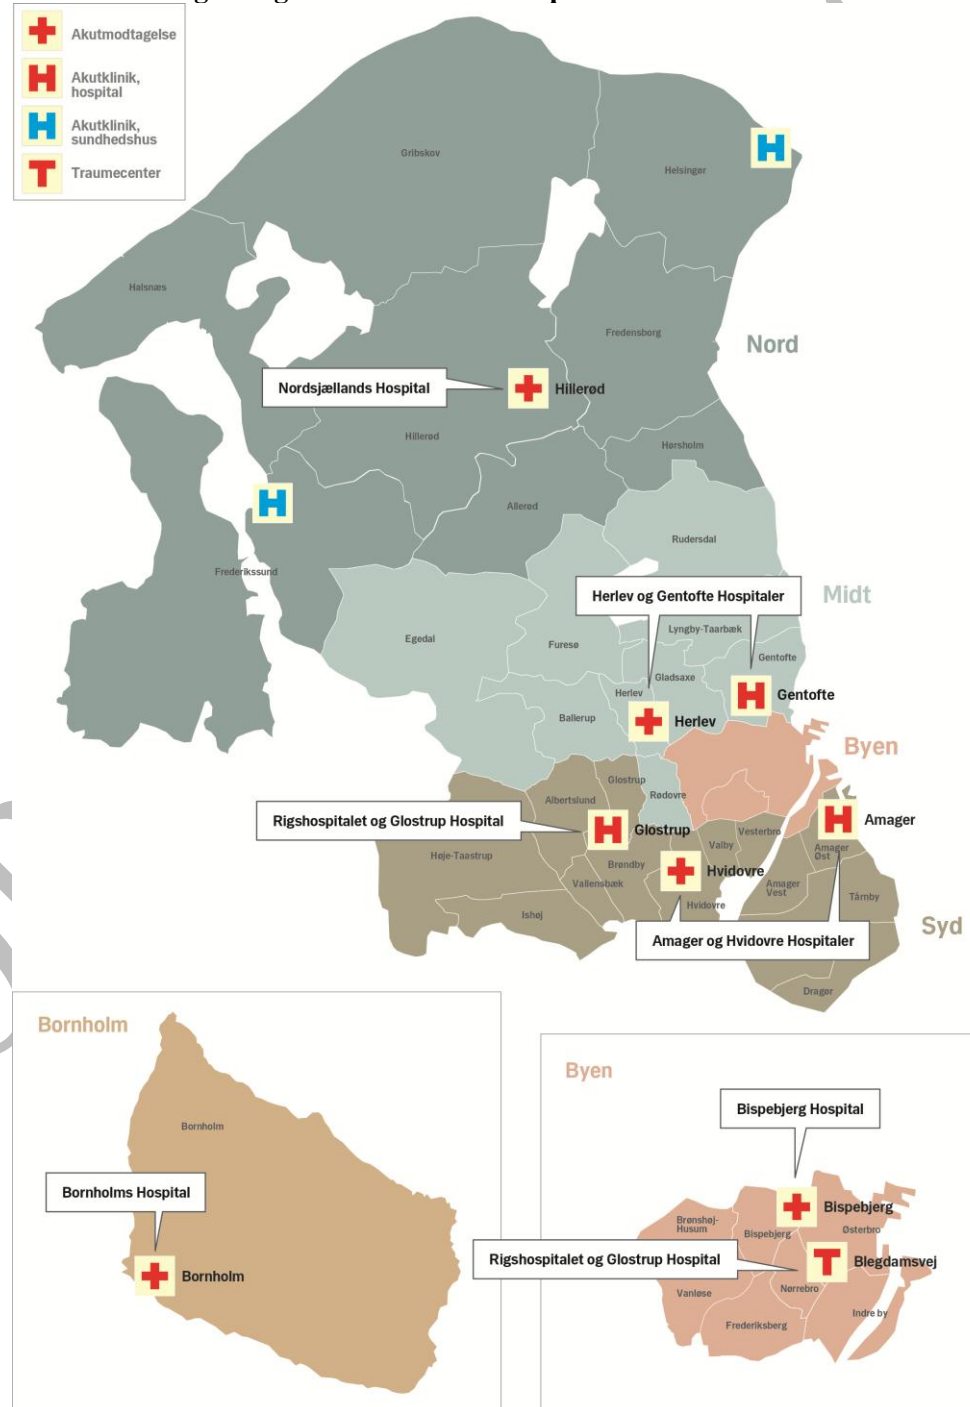 Akutmodtagelse
Akutklinik,
hospital
Akutklinik,
sundhedshus
Traumecenter
Gribskov
Helsingør
Halsnæs
Fredensborg
Nord
Nordsjællands Hospital
Hillerød
Hillerød
Hørsholm
Allerød
Rudersdal
Frederikssund
Herlev og Gentofte Hospitaler
Midt
Lyngby-Taarbæk
Egedal
Furesø
Gentofte
Gladsaxe
Herlev
Gentofte
Ballerup
Herlev
Byen
Glostrup
Rødovre
Albertslund
Rigshospitalet og Glostrup Hospital
Glostrup
Amager
Vesterbro
Valby
Høje-Taastrup
Brøndby
Hvidovre
Amager
Øst
Vallensbæk
Amager
Vest
Tårnby
Hvidovre
Ishøj
Syd
Amager og Hvidovre Hospitaler
Dragør
Bornholm
Bornholm
Bornholms Hospital
Bornholm
Byen
Bispebjerg Hospital
Bispebjerg
Brønshøj-
Husum
Bispebjerg
Østerbro
Rigshospitalet og Glostrup Hospital
Blegdamsvej
Vanløse
Nørrebro
Indre by
Frederiksberg